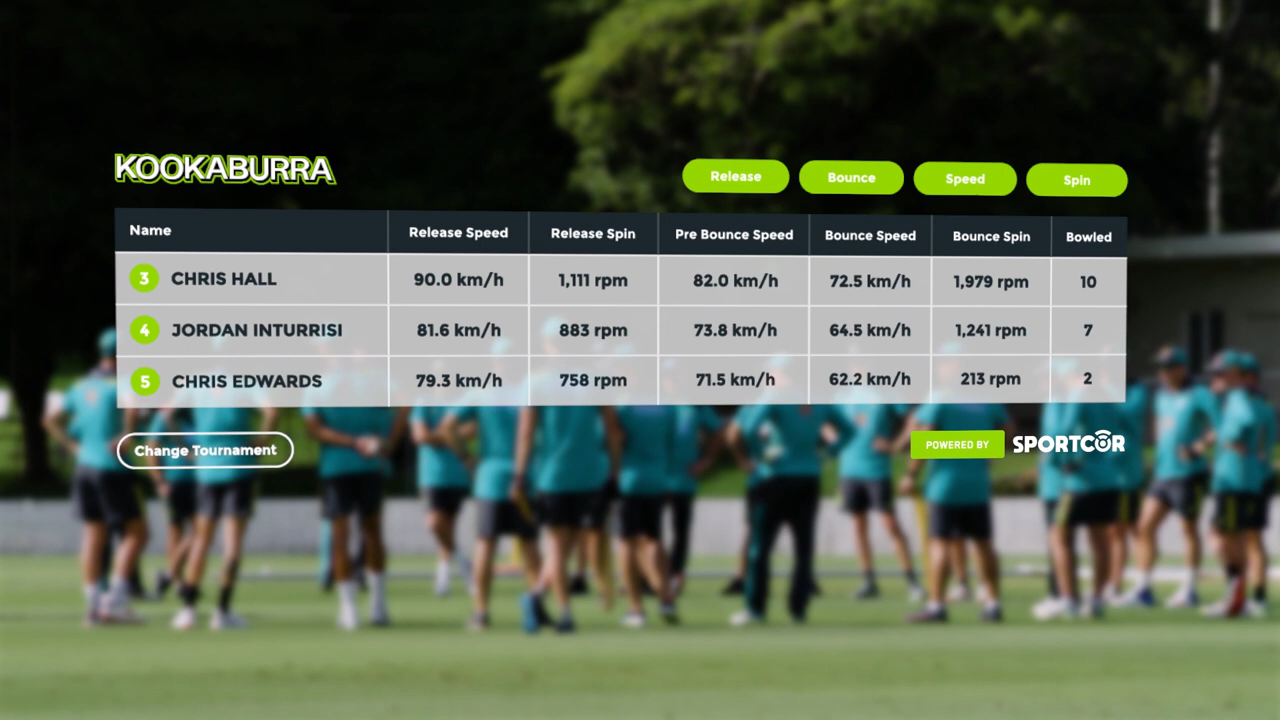 KOOKABURRA
Release Bounce Speed Spin
Name Release Speed Release Spin Pre Bounce Speed Bounce Speed Bounce Spin Bowled
3 CHRIS HALL 90.0 km/h 1,111 rpm 82.0 km/h 72.5 km/h 1,979 rpm 10
4 JORDAN INTURRISI 81.6 km/h 883 rpm 73.8 km/h 64.5 km/h 1,241 rpm 7
5 CHRIS EDWARDS 79.3 km/h 758 rpm 71.5 km/h 62.2 km/h 213 rpm 2
Change Tournament POWERED BY SPORTCOR